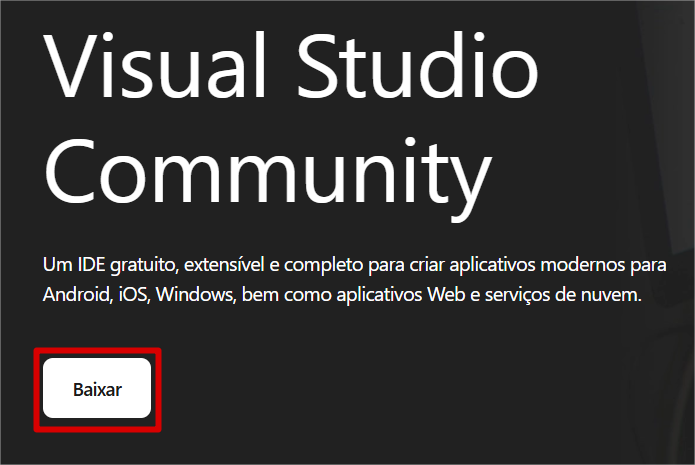 Visual Studio
Community
Um IDE gratuito, extensível e completo para criar aplicativos modernos para
Android, iOS, Windows, bem como aplicativos Web e serviços de nuvem.
Baixar